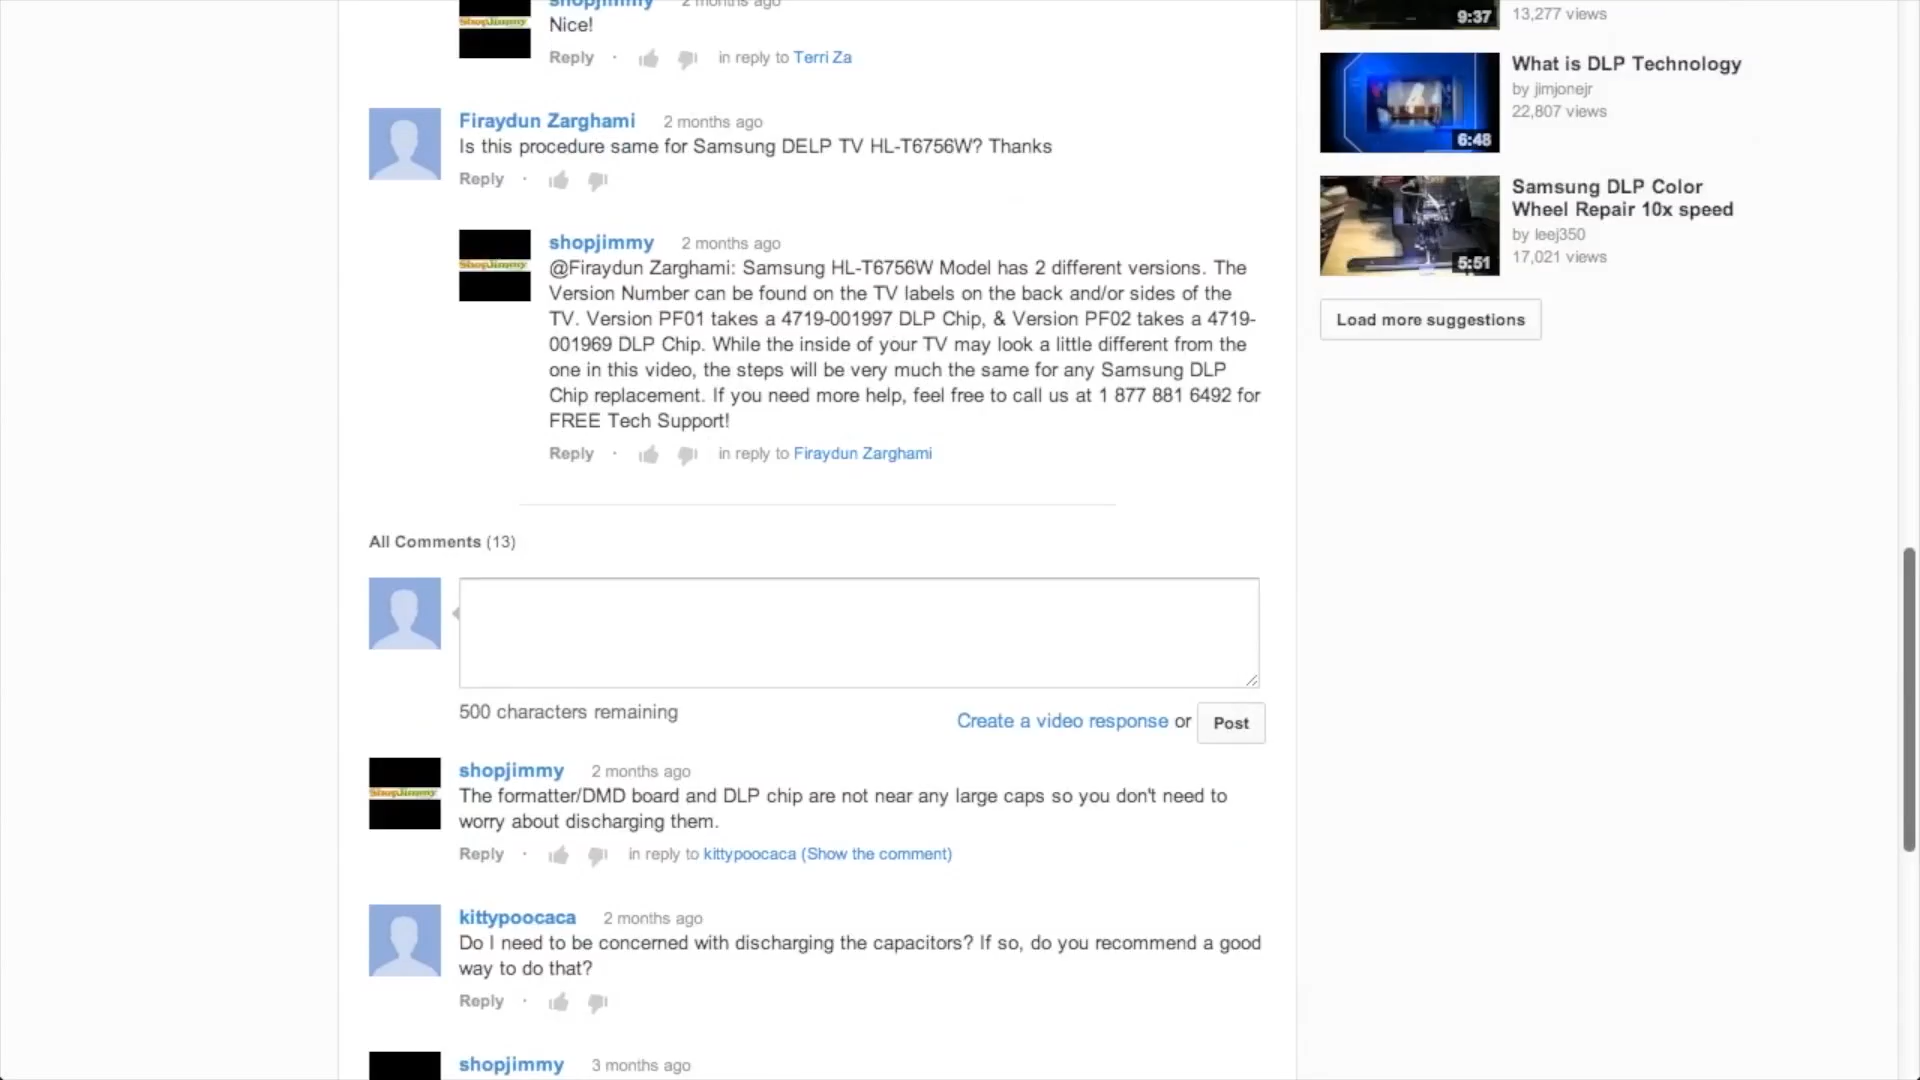 shopjimmy 2 months ago
ShopJimmy
Nice!
Reply · in reply to Terri Za
Firaydun Zarghami 2 months ago
Is this procedure same for Samsung DELP TV HL-T6756W? Thanks
Reply ·
shopjimmy 2 months ago
ShopJimmy
@Firaydun Zarghami: Samsung HL-T6756W Model has 2 different versions. The
Version Number can be found on the TV labels on the back and/or sides of the
TV. Version PF01 takes a 4719-001997 DLP Chip, & Version PF02 takes a 4719-
001969 DLP Chip. While the inside of your TV may look a little different from the
one in this video, the steps will be very much the same for any Samsung DLP
Chip replacement. If you need more help, feel free to call us at 1 877 881 6492 for
FREE Tech Support!
Reply · in reply to Firaydun Zarghami
All Comments (13)
500 characters remaining
Create a video response or Post
shopjimmy 2 months ago
ShopJimmy
The formatter/DMD board and DLP chip are not near any large caps so you don't need to
worry about discharging them.
Reply · in reply to kittypoocaca (Show the comment)
kittypoocaca 2 months ago
Do I need to be concerned with discharging the capacitors? If so, do you recommend a good
way to do that?
Reply ·
shopjimmy 3 months ago
9:37
13,277 views
What is DLP Technology
by jimjonejr
22,807 views
6:48
Samsung DLP Color
Wheel Repair 10x speed
by leej350
17,021 views
5:51
Load more suggestions